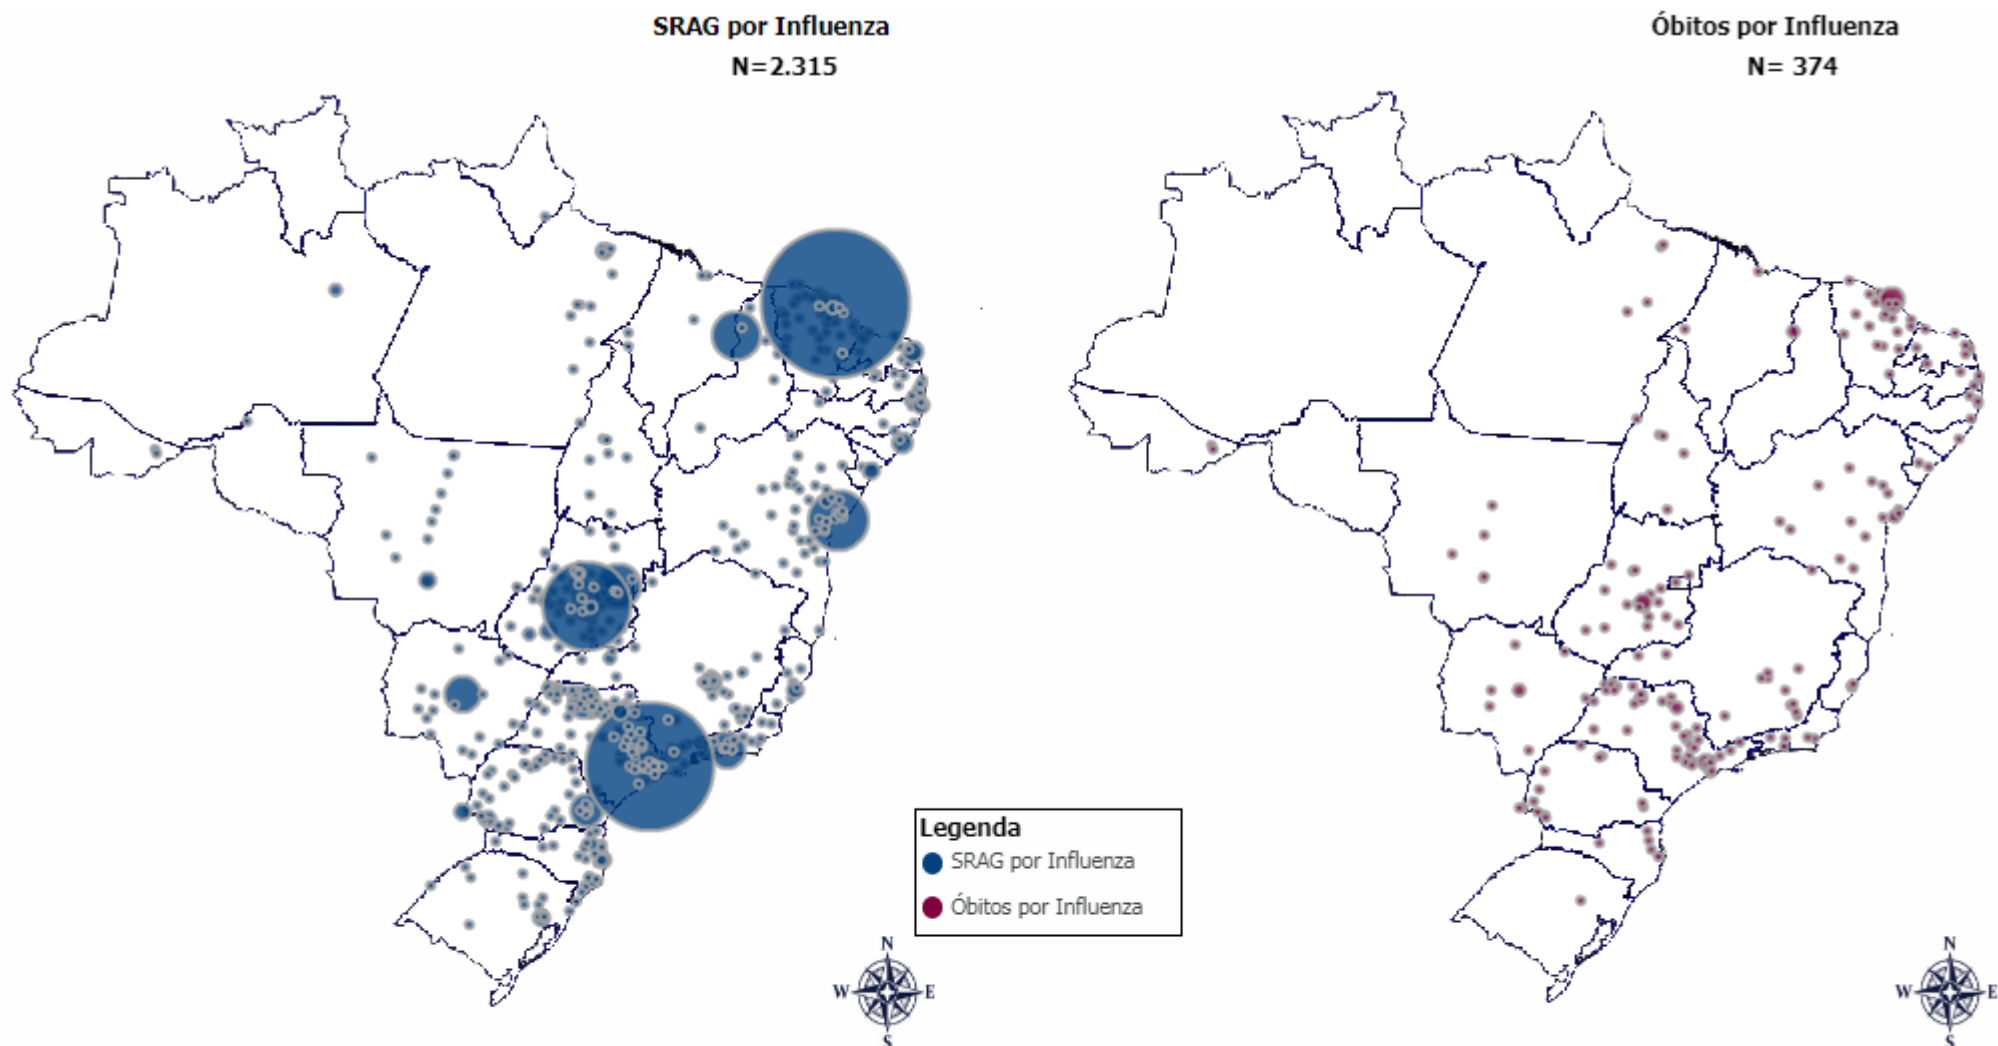 SRAG por Influenza
N=2.315
Óbitos por Influenza
N= 374
Legenda
SRAG por Influenza
Óbitos por Influenza
N
W E
S
N
W E
S